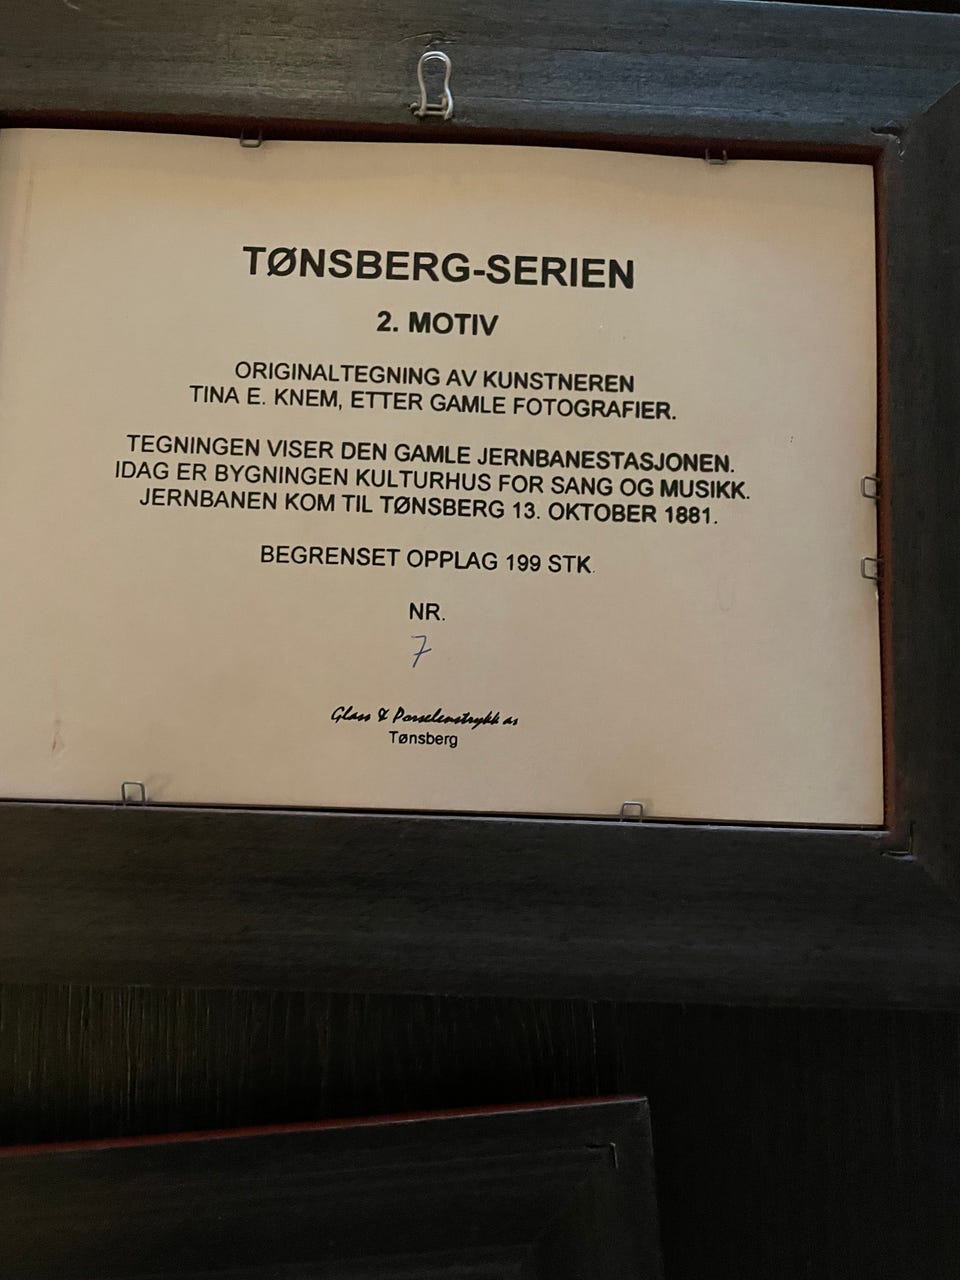 TØNSBERG-SERIEN
2. MOTIV
ORIGINALTEGNING AV KUNSTNEREN
TINA E. KNEM, ETTER GAMLE FOTOGRAFIER.
TEGNINGEN VISER DEN GAMLE JERNBANESTASJONEN.
IDAG ER BYGNINGEN KULTURHUS FOR SANG OG MUSIKK.
JERNBANEN KOM TIL TØNSBERG 13. OKTOBER 1881.
BEGRENSET OPPLAG 199 STK.
NR.
7
Glass & Porselenstrykk as
Tønsberg